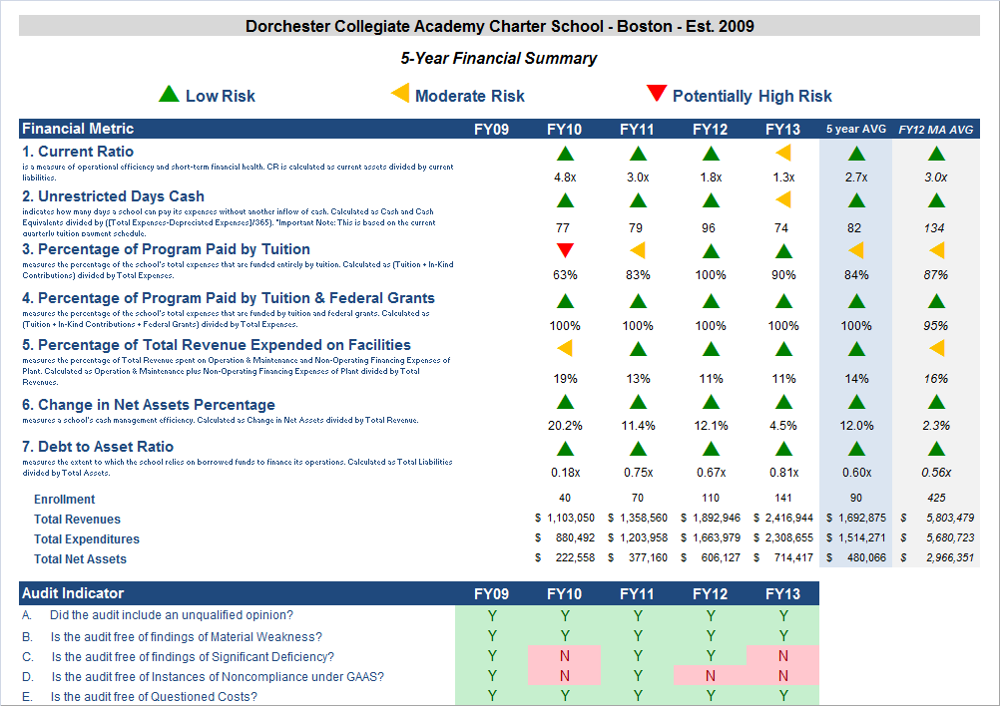 Dorchester Collegiate Academy Charter School - Boston - Est. 2009
5-Year Financial Summary
Low Risk Moderate Risk Potentially High Risk
Financial Metric FY09 FY10 FY11 FY12 FY13 5 year AVG FY12 MA AVG
1. Current Ratio
is a measure of operational efficiency and short-term financial health. CR is calculated as current assets divided by current
liabilities.
4.8x 3.0x 1.8x 1.3x 2.7x 3.0x
2. Unrestricted Days Cash
indicates how many days a school can pay its expenses without another inflow of cash. Calculated as Cash and Cash
Equivalents divided by ([Total Expenses-Depreciated Expenses]/365). *Important Note: This is based on the current
quarterly tuition payment schedule.
77 79 96 74 82 134
3. Percentage of Program Paid by Tuition
measures the percentage of the school's total expenses that are funded entirely by tuition. Calculated as (Tuition + In-Kind
Contributions) divided by Total Expenses.
63% 83% 100% 90% 84% 87%
4. Percentage of Program Paid by Tuition & Federal Grants
measures the percentage of the school's total expenses that are funded by tuition and federal grants. Calculated as
(Tuition + In-Kind Contributions + Federal Grants) divided by Total Expenses.
100% 100% 100% 100% 100% 95%
5. Percentage of Total Revenue Expended on Facilities
measures the percentage of Total Revenue spent on Operation & Maintenance and Non-Operating Financing Expenses of
Plant. Calculated as Operation & Maintenance plus Non-Operating Financing Expenses of Plant divided by Total
Revenues.
19% 13% 11% 11% 14% 16%
6. Change in Net Assets Percentage
measures a school's cash management efficiency. Calculated as Change in Net Assets divided by Total Revenue.
20.2% 11.4% 12.1% 4.5% 12.0% 2.3%
7. Debt to Asset Ratio
measures the extent to which the school relies on borrowed funds to finance its operations. Calculated as Total Liabilities
divided by Total Assets.
0.18x 0.75x 0.67x 0.81x 0.60x 0.56x
Enrollment 40 70 110 141 90 425
Total Revenues $ 1,103,050 $ 1,358,560 $ 1,892,946 $ 2,416,944 $ 1,692,875 $ 5,803,479
Total Expenditures $ 880,492 $ 1,203,958 $ 1,663,979 $ 2,308,655 $ 1,514,271 $ 5,680,723
Total Net Assets $ 222,558 $ 377,160 $ 606,127 $ 714,417 $ 480,066 $ 2,966,351
Audit Indicator FY09 FY10 FY11 FY12 FY13
A. Did the audit include an unqualified opinion? Y Y Y Y Y
B. Is the audit free of findings of Material Weakness? Y Y Y Y Y
C. Is the audit free of findings of Significant Deficiency? Y N Y Y N
D. Is the audit free of Instances of Noncompliance under GAAS? Y N Y N N
E. Is the audit free of Questioned Costs? Y Y Y Y Y